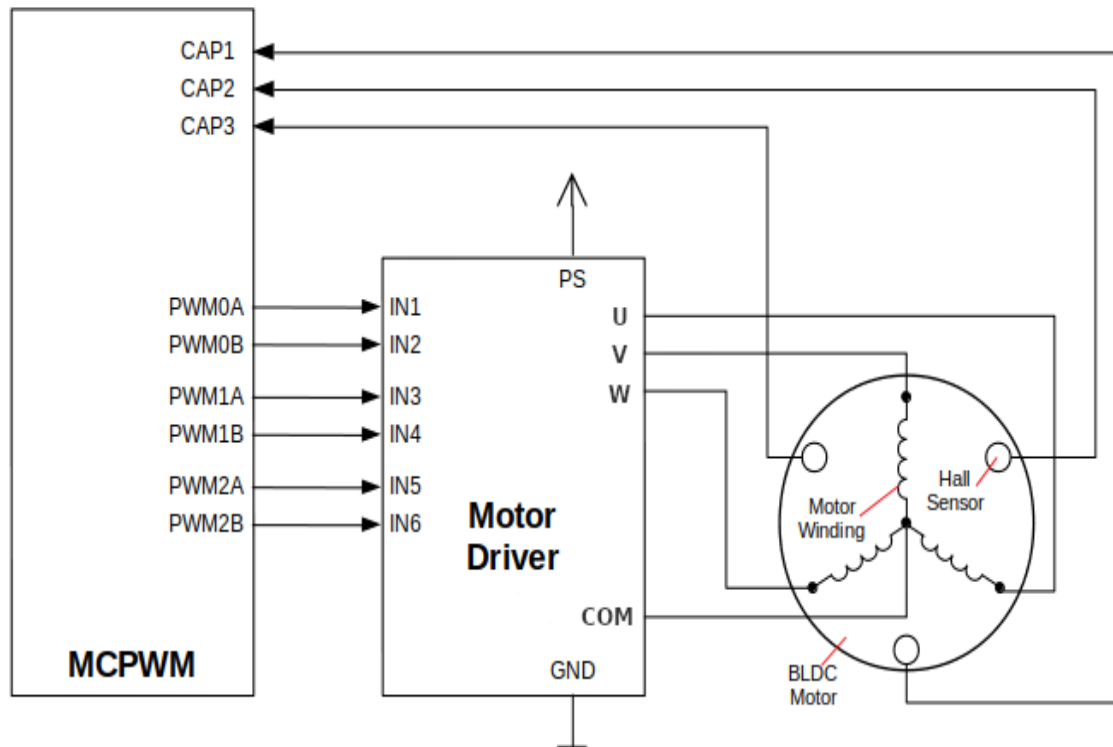 CAP1
CAP2
CAP3
PS
PWM0A
IN1
U
PWM0B
IN2
V
PWM1A
IN3
W
PWM1B
IN4
PWM2A
IN5
PWM2B
IN6
Motor
Driver
Hall
Sensor
Motor
Winding
COM
MCPWM
GND
BLDC
Motor